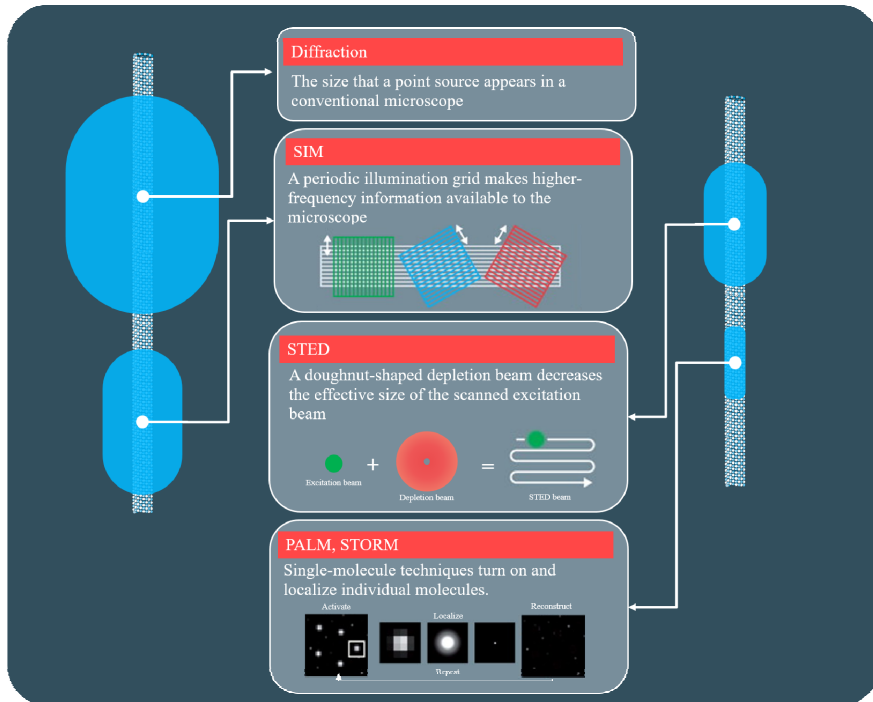 Diffraction
The size that a point source appears in a
conventional microscope
SIM
A periodic illumination grid makes higher-
frequency information available to the
microscope
STED
A doughnut-shaped depletion beam decreases
the effective size of the scanned excitation
beam
Excitation beam
+
Depletion beam
=
STED beam
PALM, STORM
Single-molecule techniques turn on and
localize individual molecules.
Activate
Localize
Reconstruct
Repeat